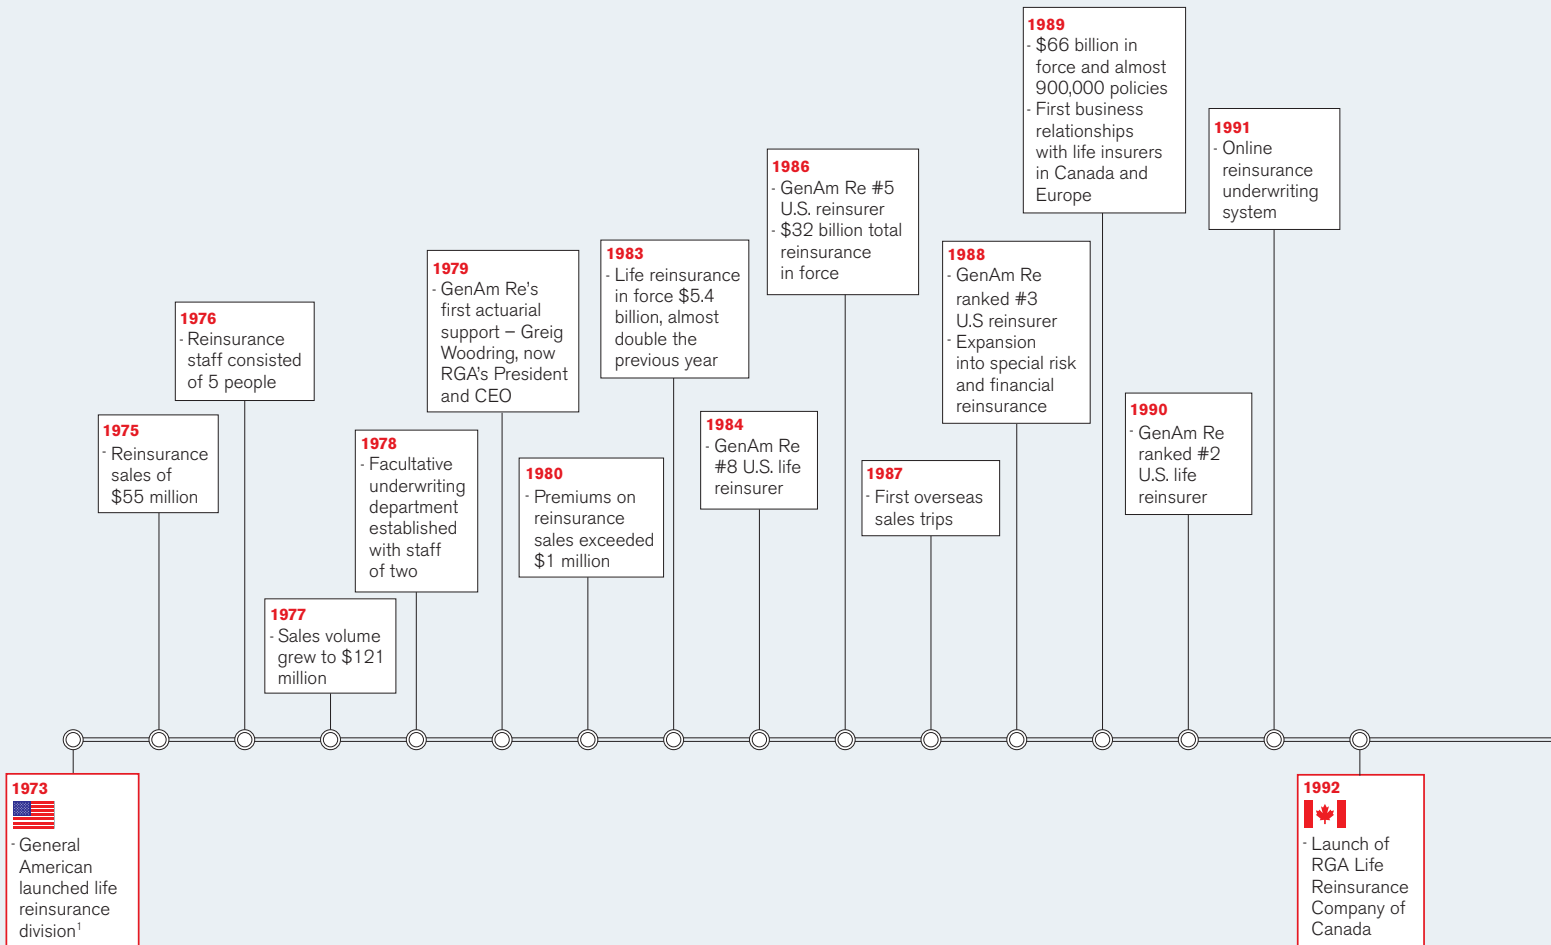 1973
- General
American
launched life
reinsurance
division¹
1975
- Reinsurance
sales of
$55 million
1976
- Reinsurance
staff consisted
of 5 people
1977
- Sales volume
grew to $121
million
1978
- Facultative
underwriting
department
established
with staff
of two
1979
- GenAm Re's
first actuarial
support – Greig
Woodring, now
RGA's President
and CEO
1980
- Premiums on
reinsurance
sales exceeded
$1 million
1983
- Life reinsurance
in force $5.4
billion, almost
double the
previous year
1984
- GenAm Re
#8 U.S. life
reinsurer
1986
- GenAm Re #5
U.S. reinsurer
- $32 billion total
reinsurance
in force
1987
- First overseas
sales trips
1988
- GenAm Re
ranked #3
U.S reinsurer
- Expansion
into special risk
and financial
reinsurance
1989
- $66 billion in
force and almost
900,000 policies
- First business
relationships
with life insurers
in Canada and
Europe
1990
- GenAm Re
ranked #2
U.S. life
reinsurer
1991
- Online
reinsurance
underwriting
system
1992
- Launch of
RGA Life
Reinsurance
Company of
Canada